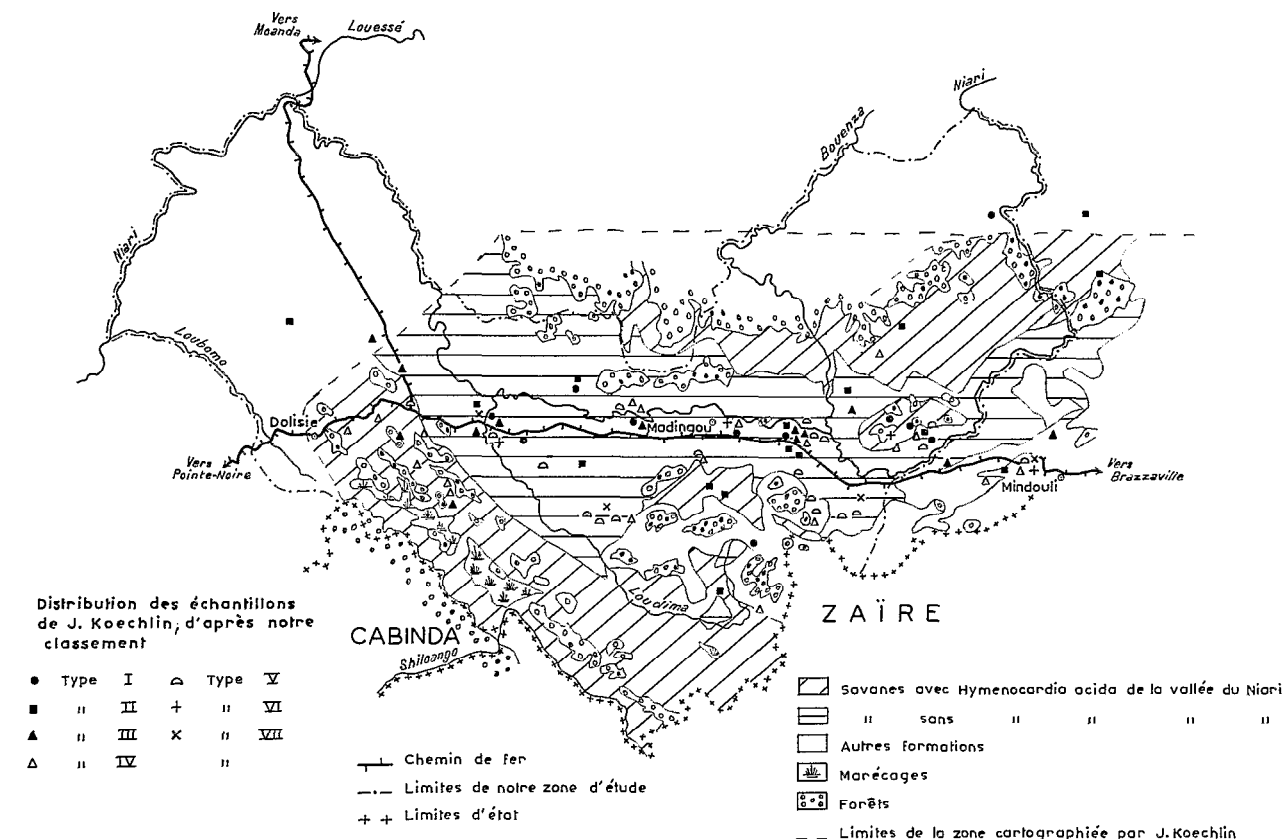 Vers
Moanda
Louessé
Niari
Bouenza
Niari
Loubomo
Dolisie
Madingou
Vers
Pointe-Noire
Vers
Brazzaville
Mindouli
Loudima
ZAÏRE
CABINDA
Shiloango
Distribution des échantillons
de J. Koechlin, d'après notre
classement
● Type I ⌓ Type V
■ " II + " VI
▲ " III × " VII
△ " IV "
Chemin de fer
Limites de notre zone d'étude
+ + Limites d'état
Savanes avec Hymenocardia acida de la vallée du Niari
" sans " " " "
Autres formations
Marécages
Forêts
Limites de la zone cartographiée par J. Koechlin